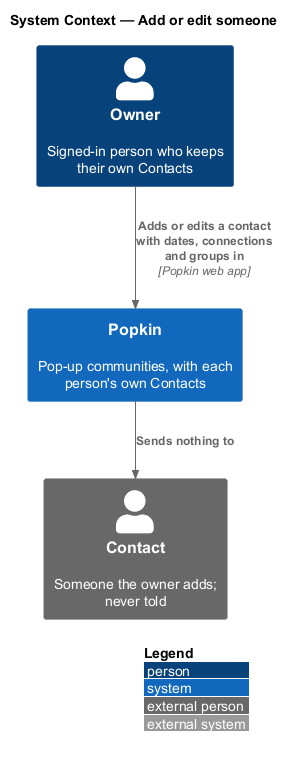 System Context — Add or edit someone
Owner
Signed-in person who keeps
their own Contacts
Adds or edits a contact
with dates, connections
and groups in
[Popkin web app]
Popkin
Pop-up communities, with each
person's own Contacts
Sends nothing to
Contact
Someone the owner adds;
never told
Legend
person
system
external person
external system